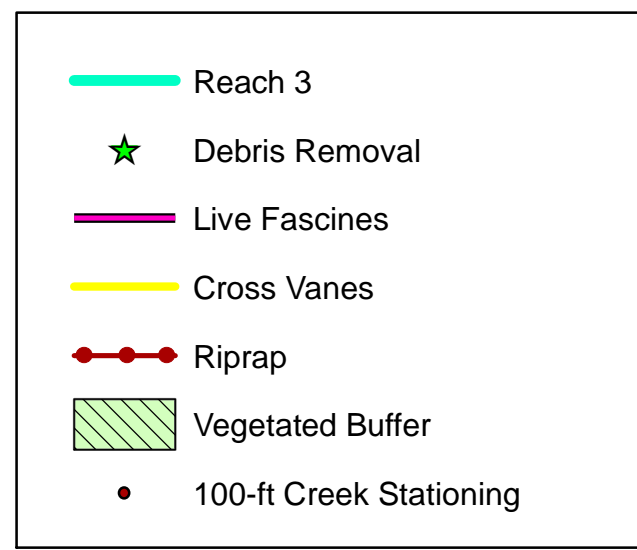 Reach 3
Debris Removal
Live Fascines
Cross Vanes
Riprap
Vegetated Buffer
100-ft Creek Stationing